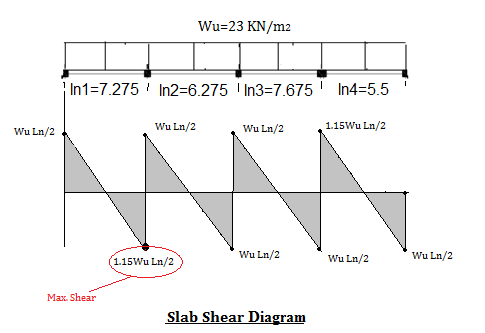 Wu=23 KN/m2
ln1=7.275 ln2=6.275 ln3=7.675 ln4=5.5
Wu Ln/2
Wu Ln/2
Wu Ln/2
1.15Wu Ln/2
1.15Wu Ln/2
Wu Ln/2
Wu Ln/2
Wu Ln/2
Max. Shear
Slab Shear Diagram